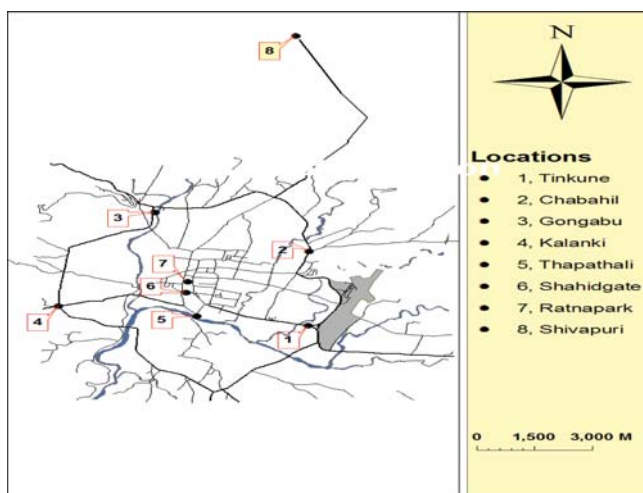 N
8
Locations
1, Tinkune
2, Chabahil
3, Gongabu
4, Kalanki
5, Thapathali
6, Shahidgate
7, Ratnapark
8, Shivapuri
3
2
7
6
4
5
1
0 1,500 3,000 M